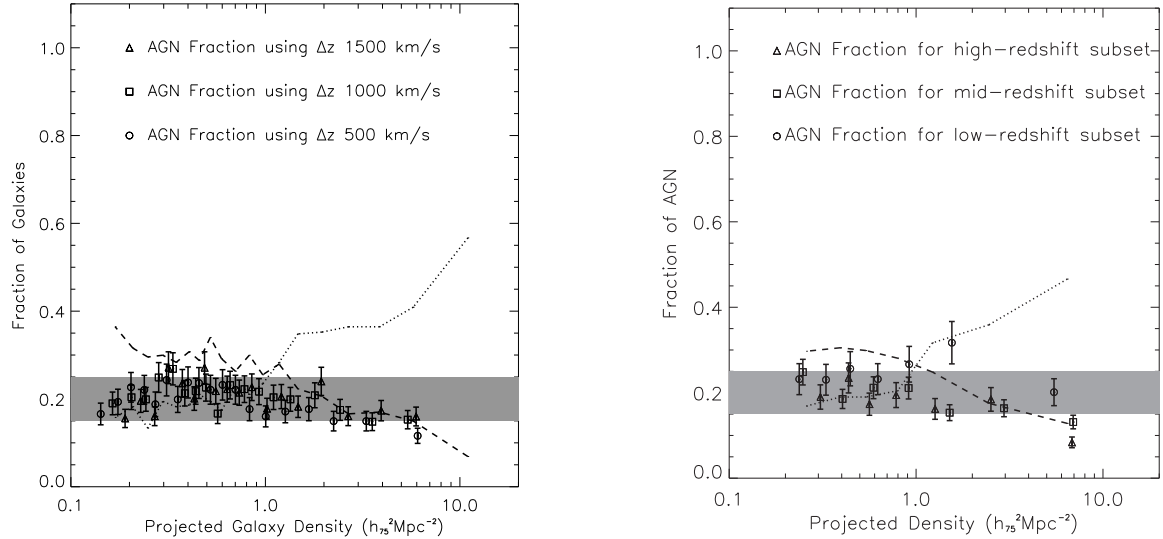 AGN Fraction using Δz 1500 km/s
AGN Fraction using Δz 1000 km/s
AGN Fraction using Δz 500 km/s
Fraction of Galaxies
1.0
0.8
0.6
0.4
0.2
0.0
0.1
1.0
10.0
Projected Galaxy Density (h₇₅²Mpc⁻²)
AGN Fraction for high-redshift subset
AGN Fraction for mid-redshift subset
AGN Fraction for low-redshift subset
Fraction of AGN
1.0
0.8
0.6
0.4
0.2
0.0
0.1
1.0
10.0
Projected Density (h₇₅²Mpc⁻²)